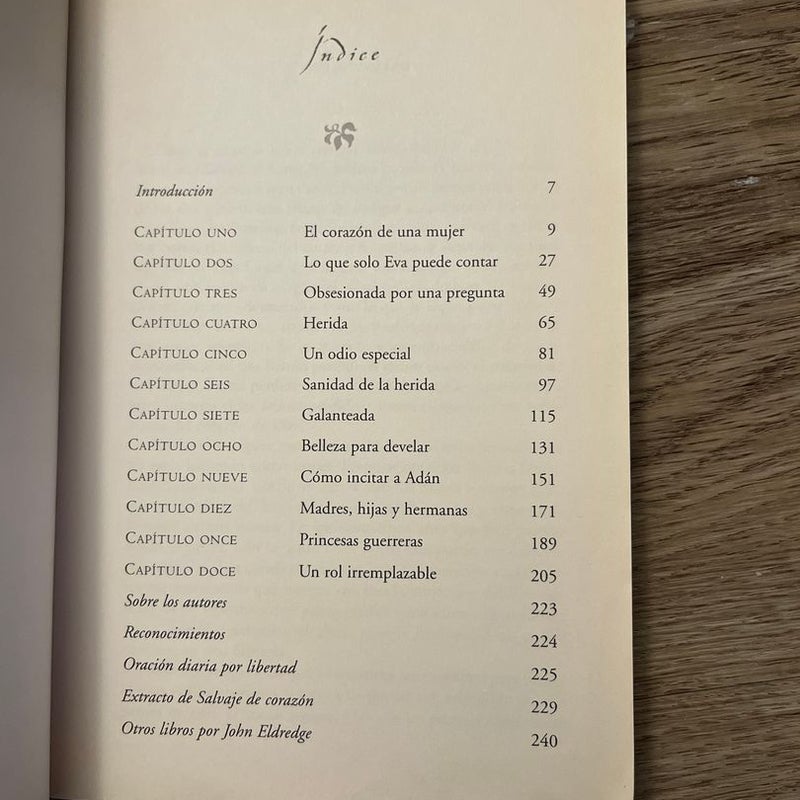 Índice
Introducción 7
CAPÍTULO UNO El corazón de una mujer 9
CAPÍTULO DOS Lo que solo Eva puede contar 27
CAPÍTULO TRES Obsesionada por una pregunta 49
CAPÍTULO CUATRO Herida 65
CAPÍTULO CINCO Un odio especial 81
CAPÍTULO SEIS Sanidad de la herida 97
CAPÍTULO SIETE Galanteada 115
CAPÍTULO OCHO Belleza para develar 131
CAPÍTULO NUEVE Cómo incitar a Adán 151
CAPÍTULO DIEZ Madres, hijas y hermanas 171
CAPÍTULO ONCE Princesas guerreras 189
CAPÍTULO DOCE Un rol irremplazable 205
Sobre los autores 223
Reconocimientos 224
Oración diaria por libertad 225
Extracto de Salvaje de corazón 229
Otros libros por John Eldredge 240